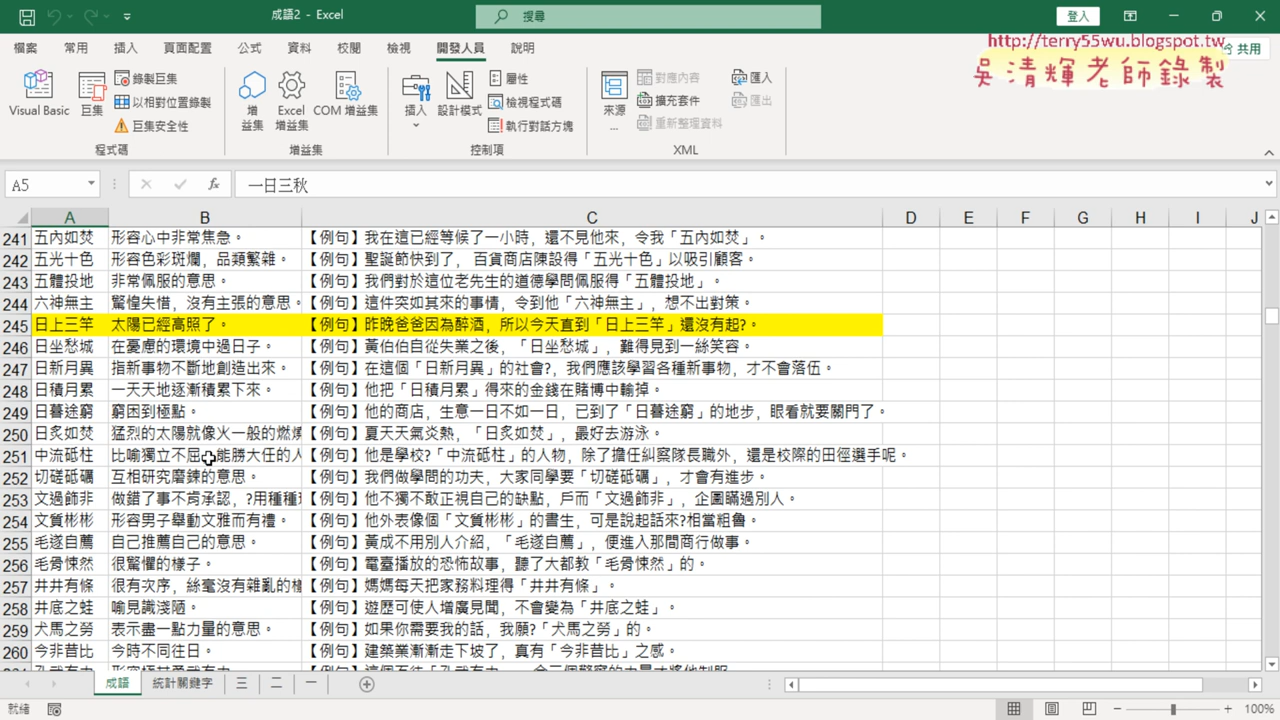 成語2 - Excel
搜尋
登入
http://terry55wu.blogspot.tw
吳清輝老師錄製
檔案 常用 插入 頁面配置 公式 資料 校閱 檢視 開發人員 說明
共用
Visual Basic 巨集 錄製巨集 以相對位置錄製 巨集安全性
增益集 Excel 增益集 COM 增益集
插入 設計模式 屬性 檢視程式碼 執行對話方塊
來源... 對應內容 擴充套件 重新整理資料 匯入 匯出
程式碼 增益集 控制項 XML
A5 fx 一日三秋
A B C D E F G H I J
241 五內如焚 形容心中非常焦急。 【例句】我在這已經等候了一小時，還不見他來，令我「五內如焚」。
242 五光十色 形容色彩斑斕，品類繁雜。 【例句】聖誕節快到了， 百貨商店陳設得「五光十色」以吸引顧客。
243 五體投地 非常佩服的意思。 【例句】我們對於這位老先生的道德學問佩服得「五體投地」。
244 六神無主 驚惶失惜，沒有主張的意思。 【例句】這件突如其來的事情，令到他「六神無主」，想不出對策。
245 日上三竿 太陽已經高照了。 【例句】昨晚爸爸因為醉酒，所以今天直到「日上三竿」還沒有起?。
246 日坐愁城 在憂慮的環境中過日子。 【例句】黃伯伯自從失業之後，「日坐愁城」，難得見到一絲笑容。
247 日新月異 指新事物不斷地創造出來。 【例句】在這個「日新月異」的社會?，我們應該學習各種新事物，才不會落伍。
248 日積月累 一天天地逐漸積累下來。 【例句】他把「日積月累」得來的金錢在賭博中輸掉。
249 日暮途窮 窮困到極點。 【例句】他的商店，生意一日不如一日，已到了「日暮途窮」的地步，眼看就要關門了。
250 日炙如焚 猛烈的太陽就像火一般的燃燒 【例句】夏天天氣炎熱，「日炙如焚」，最好去游泳。
251 中流砥柱 比喻獨立不屈 能勝大任的人 【例句】他是學校?「中流砥柱」的人物，除了擔任糾察隊長職外，還是校際的田徑選手呢。
252 切磋砥礪 互相研究磨鍊的意思。 【例句】我們做學問的功夫，大家同學要「切磋砥礪」，才會有進步。
253 文過飾非 做錯了事不肯承認，?用種種 【例句】他不獨不敢正視自己的缺點，戶而「文過飾非」，企圖瞞過別人。
254 文質彬彬 形容男子舉動文雅而有禮。 【例句】他外表像個「文質彬彬」的書生，可是說起話來?相當粗魯。
255 毛遂自薦 自己推薦自己的意思。 【例句】黃成不用別人介紹，「毛遂自薦」，便進入那間商行做事。
256 毛骨悚然 很驚懼的樣子。 【例句】電臺播放的恐怖故事，聽了大都教「毛骨悚然」的。
257 井井有條 很有次序，絲毫沒有雜亂的樣 【例句】媽媽每天把家務料理得「井井有條」。
258 井底之蛙 喻見識淺陋。 【例句】遊歷可使人增廣見聞，不會變為「井底之蛙」。
259 犬馬之勞 表示盡一點力量的意思。 【例句】如果你需要我的話，我願?「犬馬之勞」的。
260 今非昔比 今時不同往日。 【例句】建築業漸漸走下坡了，真有「今非昔比」之感。
成語 統計關鍵字 三 二 一
就緒 100%